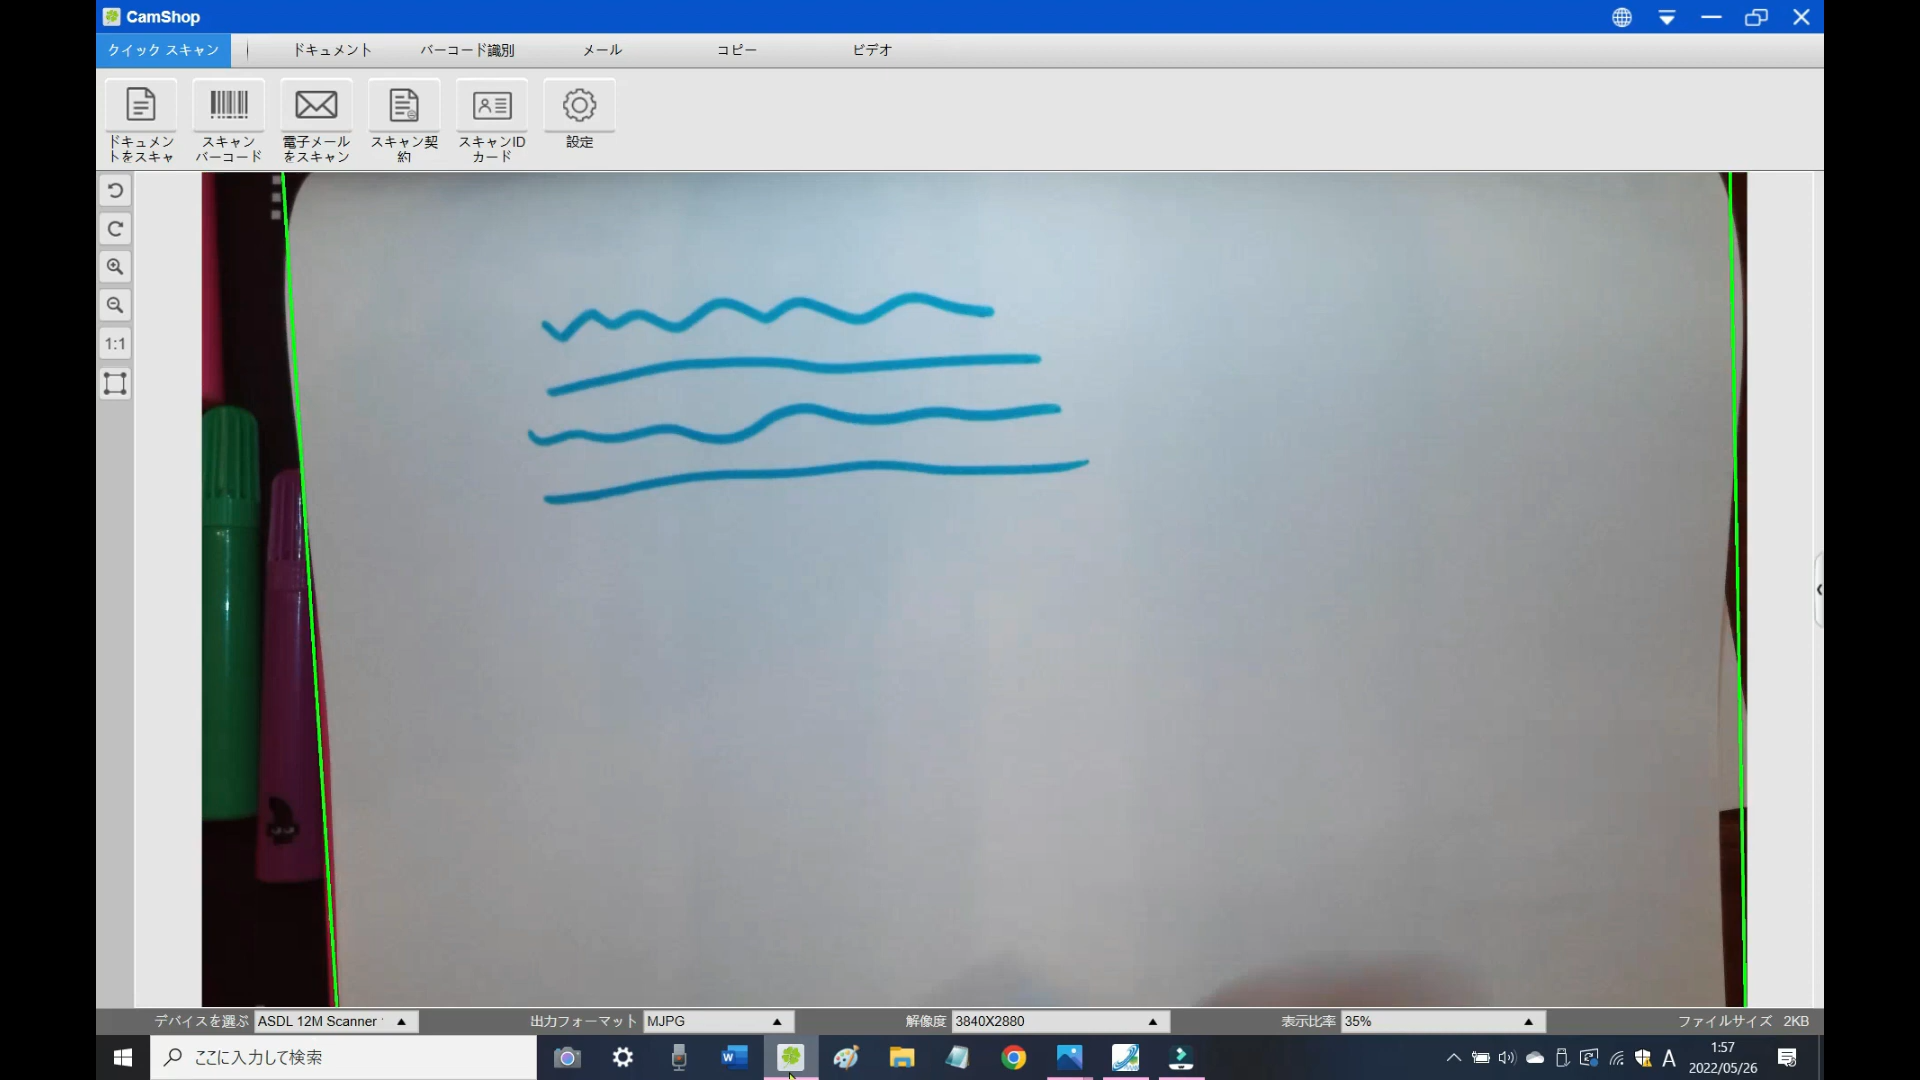 CamShop
クイック スキャン
ドキュメント
バーコード識別
メール
コピー
ビデオ
ドキュメン
トをスキャ
スキャン
バーコード
電子メール
をスキャン
スキャン契
約
スキャンID
カード
設定
1:1
デバイスを選ぶ ASDL 12M Scanner
出力フォーマット MJPG
解像度 3840X2880
表示比率 35%
ファイルサイズ 2KB
ここに入力して検索
A
1:57
2022/05/26